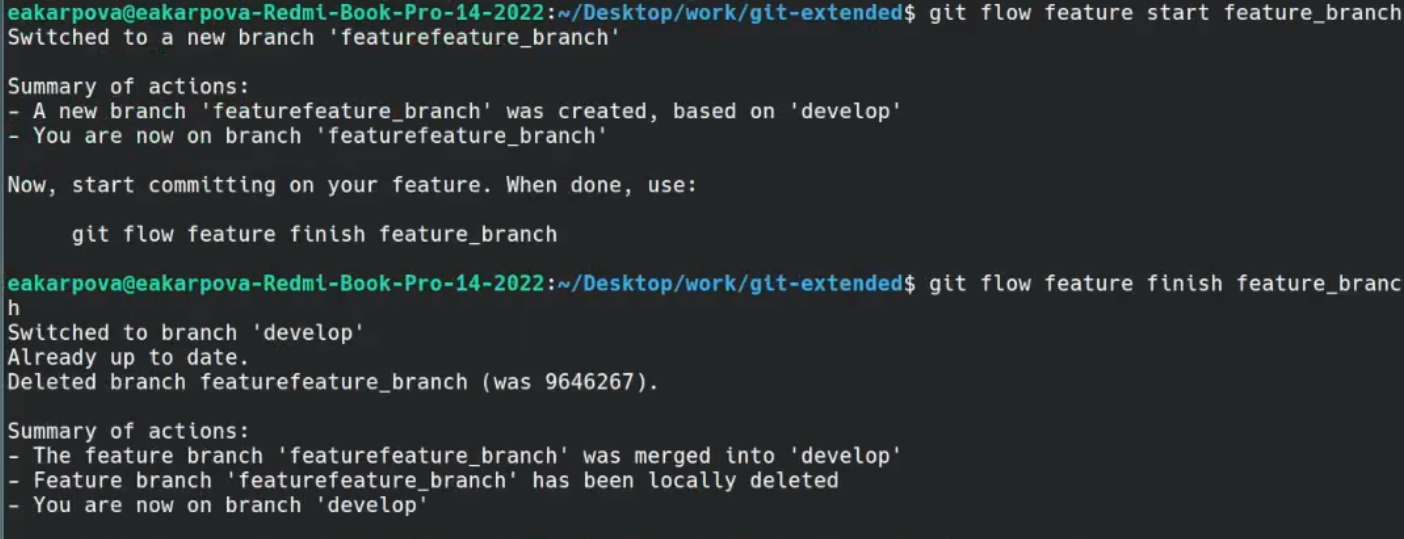 eakarpova@eakarpova-Redmi-Book-Pro-14-2022:~/Desktop/work/git-extended$ git flow feature start feature_branch
Switched to a new branch 'featurefeature_branch'
Summary of actions:
- A new branch 'featurefeature_branch' was created, based on 'develop'
- You are now on branch 'featurefeature_branch'
Now, start committing on your feature. When done, use:
git flow feature finish feature_branch
eakarpova@eakarpova-Redmi-Book-Pro-14-2022:~/Desktop/work/git-extended$ git flow feature finish feature_branc
h
Switched to branch 'develop'
Already up to date.
Deleted branch featurefeature_branch (was 9646267).
Summary of actions:
- The feature branch 'featurefeature_branch' was merged into 'develop'
- Feature branch 'featurefeature_branch' has been locally deleted
- You are now on branch 'develop'